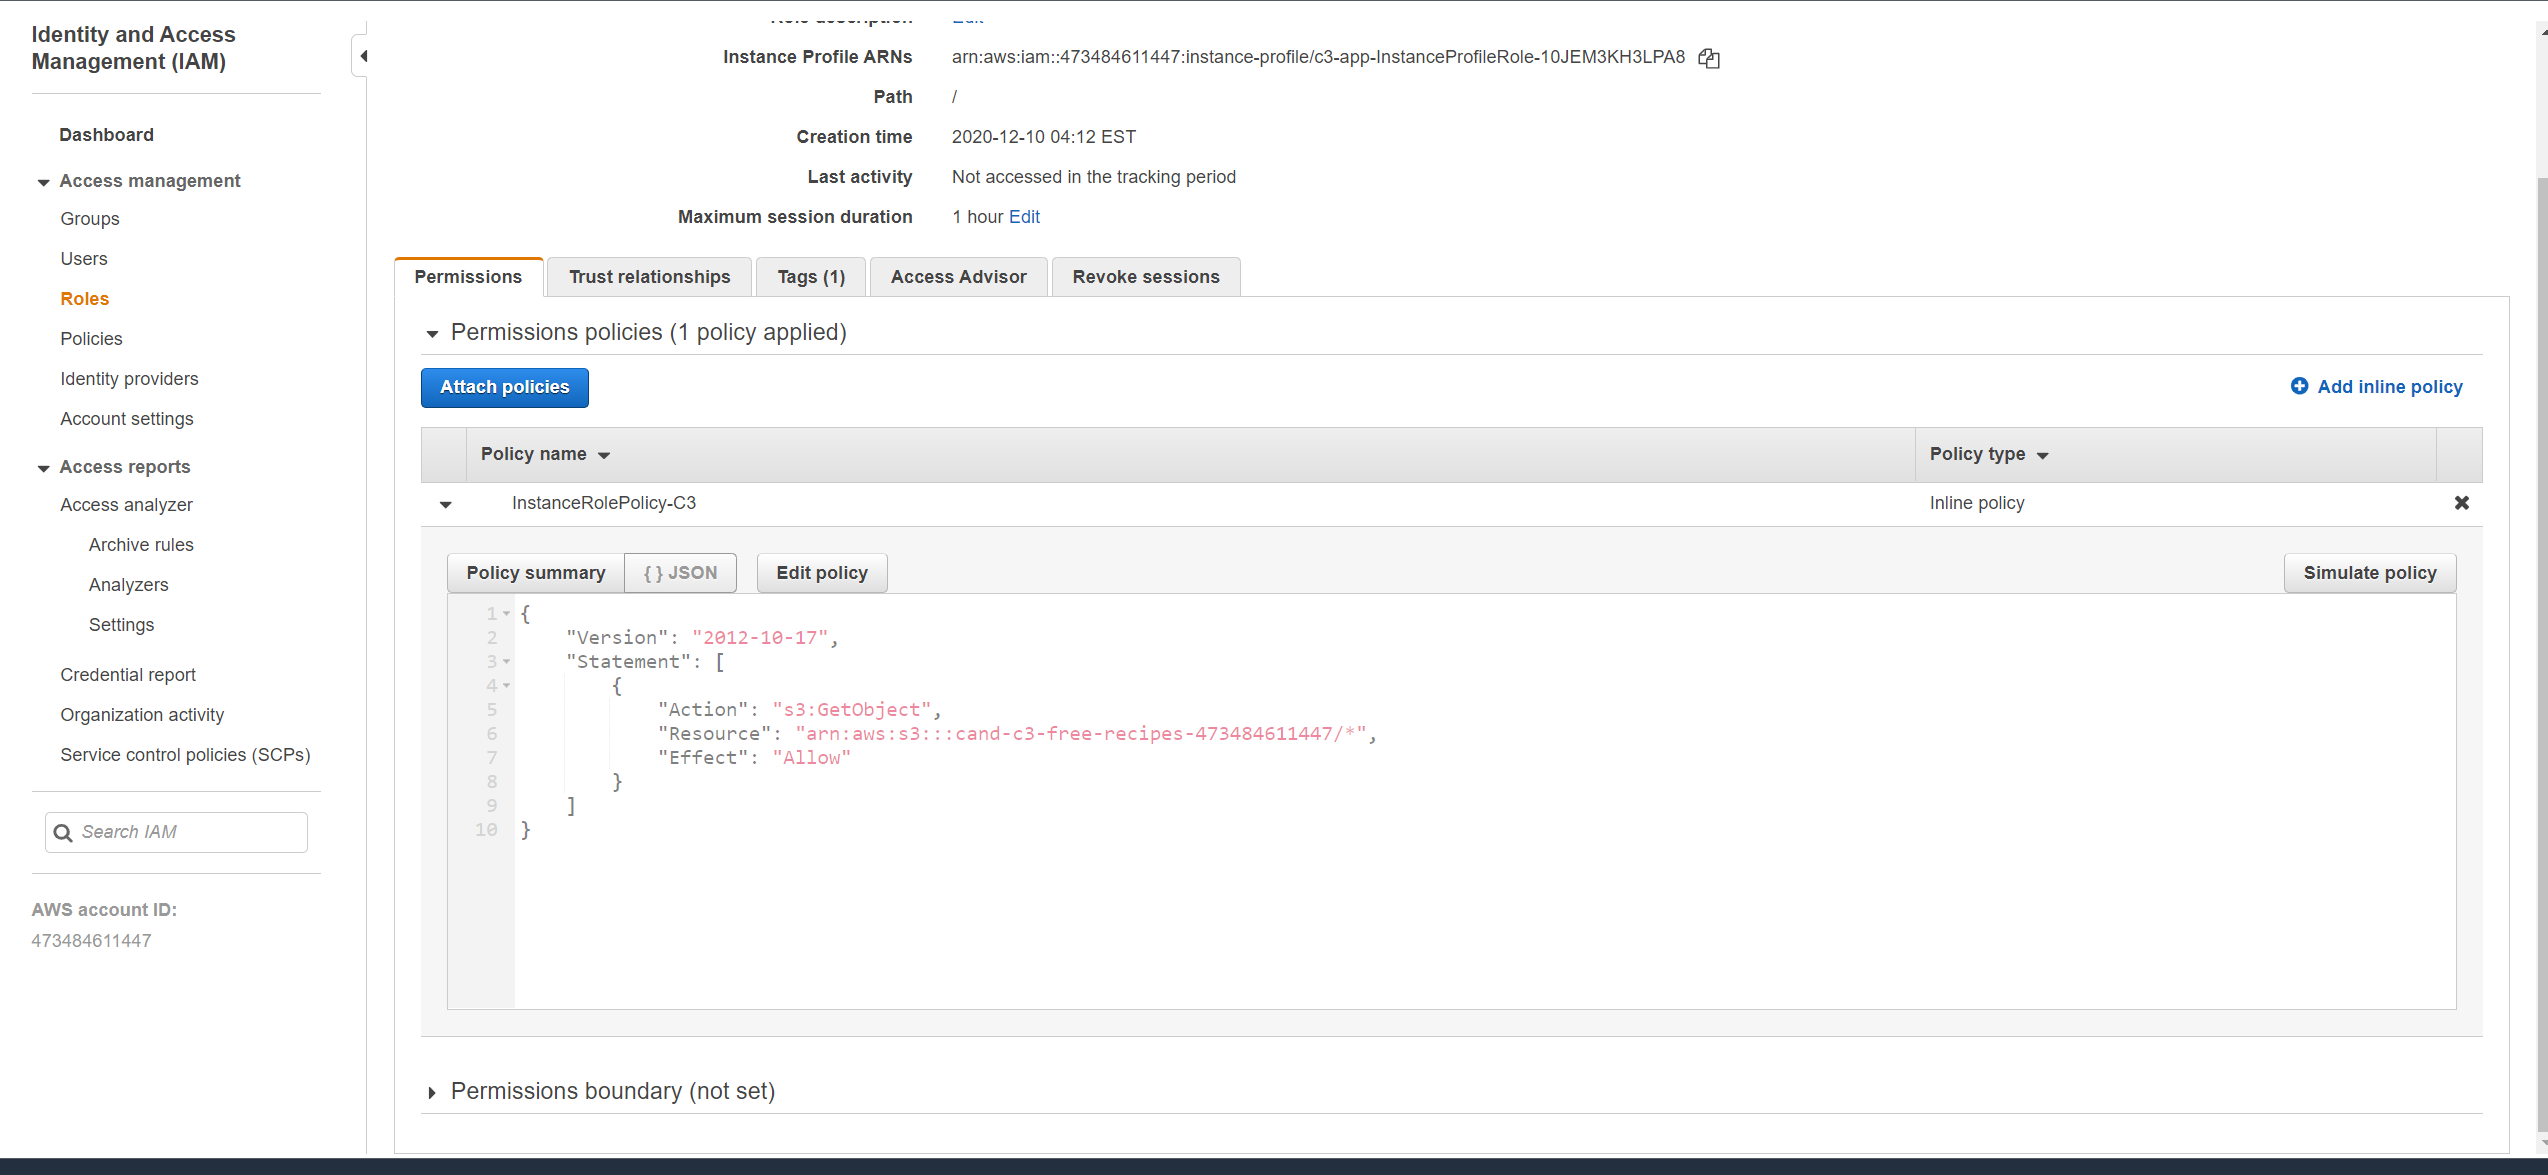 Identity and Access
Management (IAM)
Dashboard
Access management
Groups
Users
Roles
Policies
Identity providers
Account settings
Access reports
Access analyzer
Archive rules
Analyzers
Settings
Credential report
Organization activity
Service control policies (SCPs)
Search IAM
AWS account ID:
473484611447
Role description Edit
Instance Profile ARNs arn:aws:iam::473484611447:instance-profile/c3-app-InstanceProfileRole-10JEM3KH3LPA8
Path /
Creation time 2020-12-10 04:12 EST
Last activity Not accessed in the tracking period
Maximum session duration 1 hour Edit
Permissions Trust relationships Tags (1) Access Advisor Revoke sessions
Permissions policies (1 policy applied)
Attach policies Add inline policy
Policy name Policy type
InstanceRolePolicy-C3 Inline policy
Policy summary { } JSON Edit policy Simulate policy
1 {
2 "Version": "2012-10-17",
3 "Statement": [
4 {
5 "Action": "s3:GetObject",
6 "Resource": "arn:aws:s3:::cand-c3-free-recipes-473484611447/*",
7 "Effect": "Allow"
8 }
9 ]
10 }
Permissions boundary (not set)